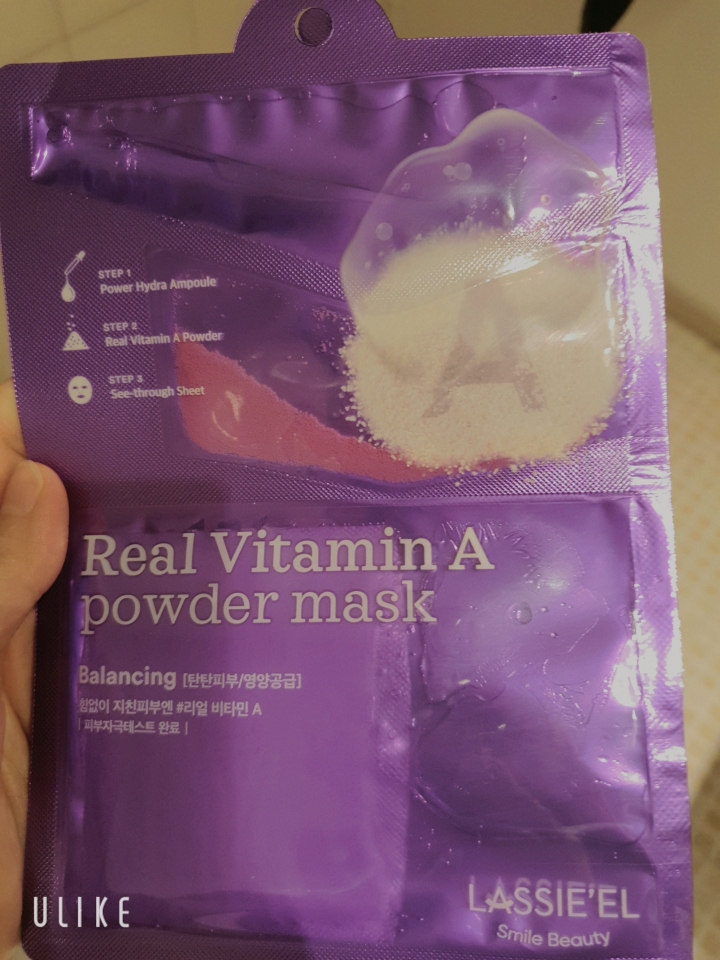 STEP 1
Power Hydra Ampoule
STEP 2
Real Vitamin A Powder
STEP 3
See-through Sheet
A
Real Vitamin A
powder mask
Balancing [탄탄피부/영양공급]
힘없이 지친피부엔 #리얼 비타민 A
| 피부자극테스트 완료 |
LASSIE'EL
Smile Beauty
ULIKE